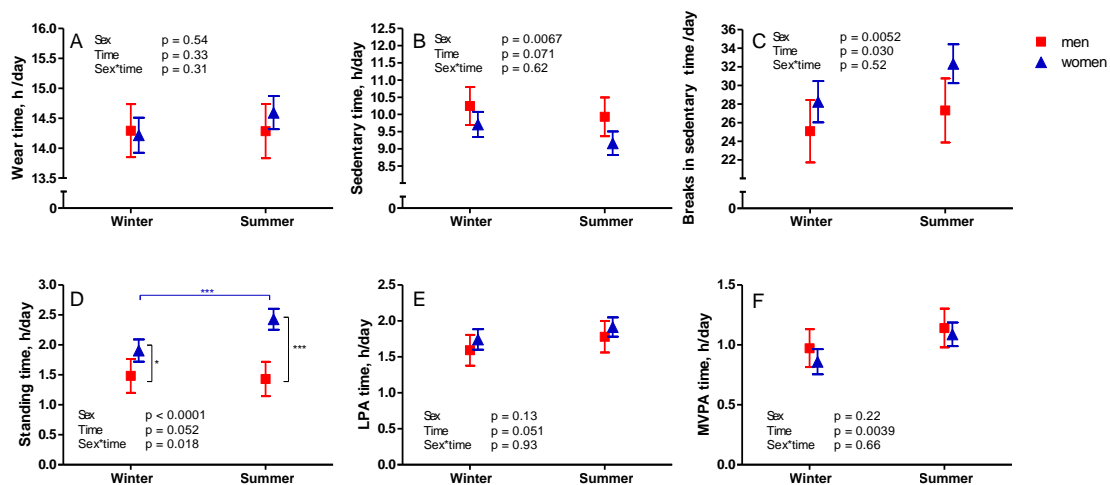 A
Sex p = 0.54
Time p = 0.33
Sex*time p = 0.31
Wear time, h /day
16.0
15.5
15.0
14.5
14.0
13.5
0
Winter Summer
B
Sex p = 0.0067
Time p = 0.071
Sex*time p = 0.62
Sedentary time, h/day
12.5
12.0
11.5
11.0
10.5
10.0
9.5
9.0
8.5
0
Winter Summer
C
Sex p = 0.0052
Time p = 0.030
Sex*time p = 0.52
Breaks in sedentary time/day
36
34
32
30
28
26
24
22
0
Winter Summer
men
women
D
***
*
***
Sex p < 0.0001
Time p = 0.052
Sex*time p = 0.018
Standing time, h/day
3.0
2.5
2.0
1.5
1.0
0.5
0.0
Winter Summer
E
Sex p = 0.13
Time p = 0.051
Sex*time p = 0.93
LPA time, h/day
2.5
2.0
1.5
1.0
0.5
0.0
Winter Summer
F
Sex p = 0.22
Time p = 0.0039
Sex*time p = 0.66
MVPA time, h/day
1.5
1.0
0.5
0.0
Winter Summer